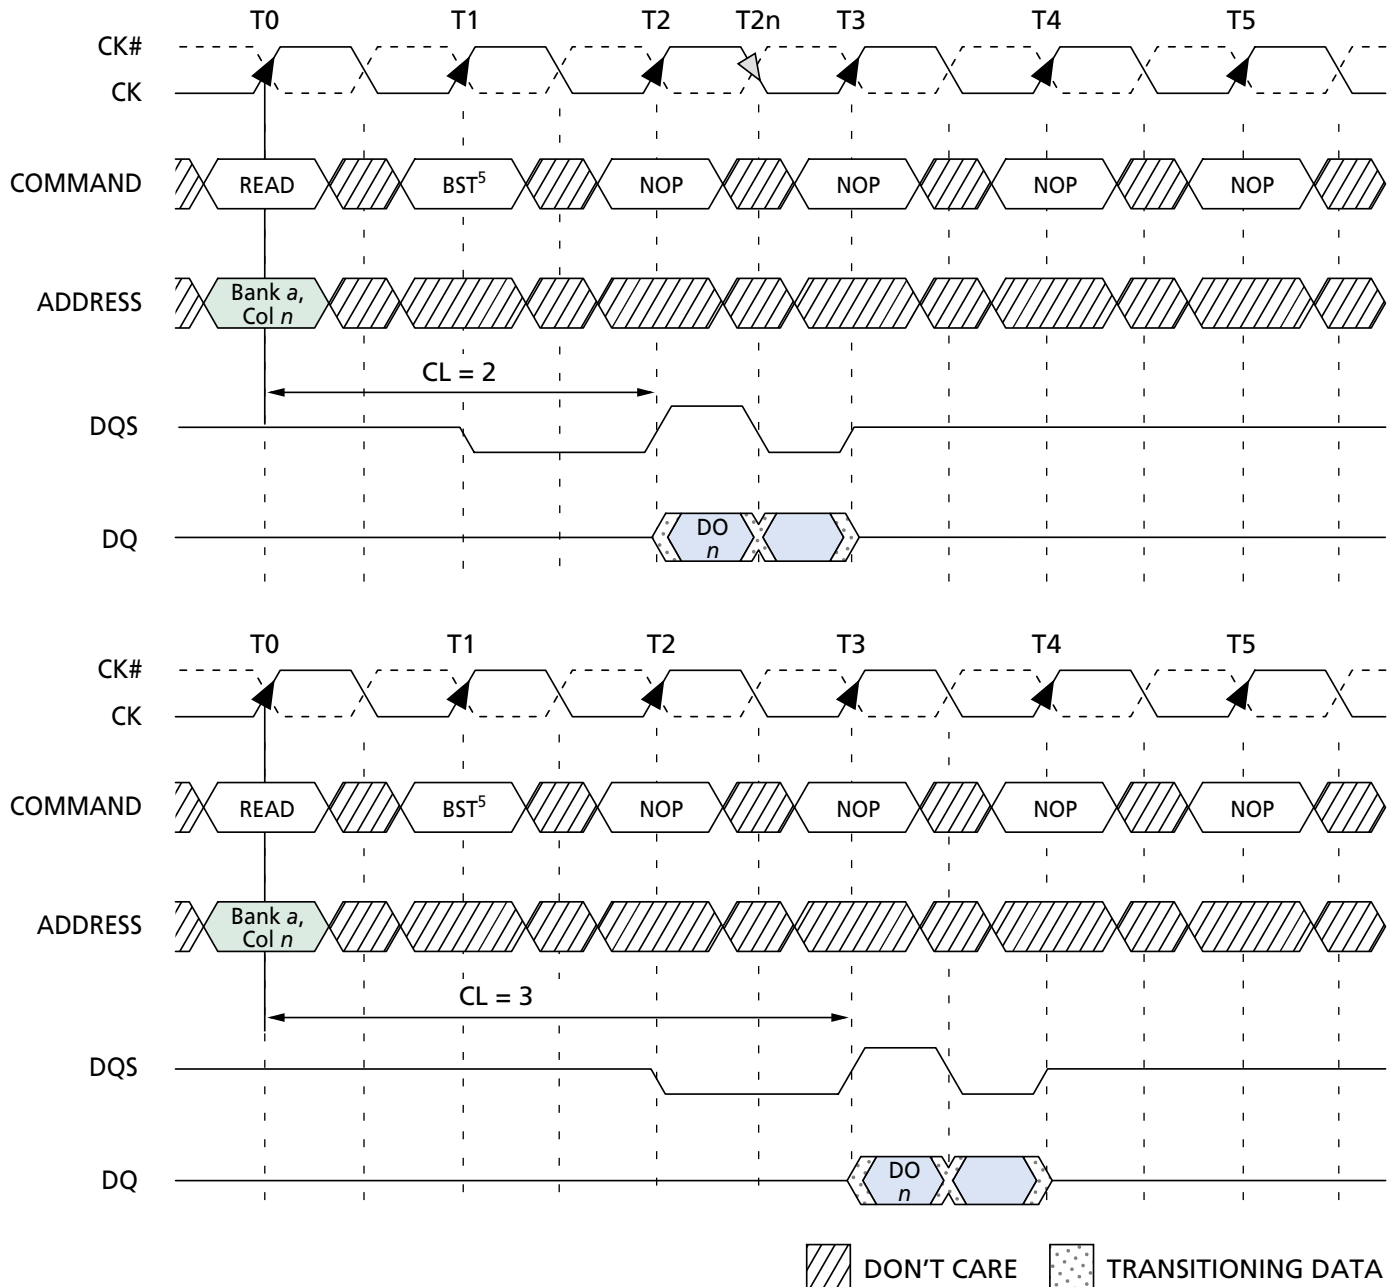 T0 T1 T2 T2n T3 T4 T5
CK#
CK
COMMAND READ BST5 NOP NOP NOP NOP
ADDRESS Bank a,
Col n
CL = 2
DQS
DQ DO
n
T0 T1 T2 T3 T4 T5
CK#
CK
COMMAND READ BST5 NOP NOP NOP NOP
ADDRESS Bank a,
Col n
CL = 3
DQS
DQ DO
n
DON'T CARE TRANSITIONING DATA